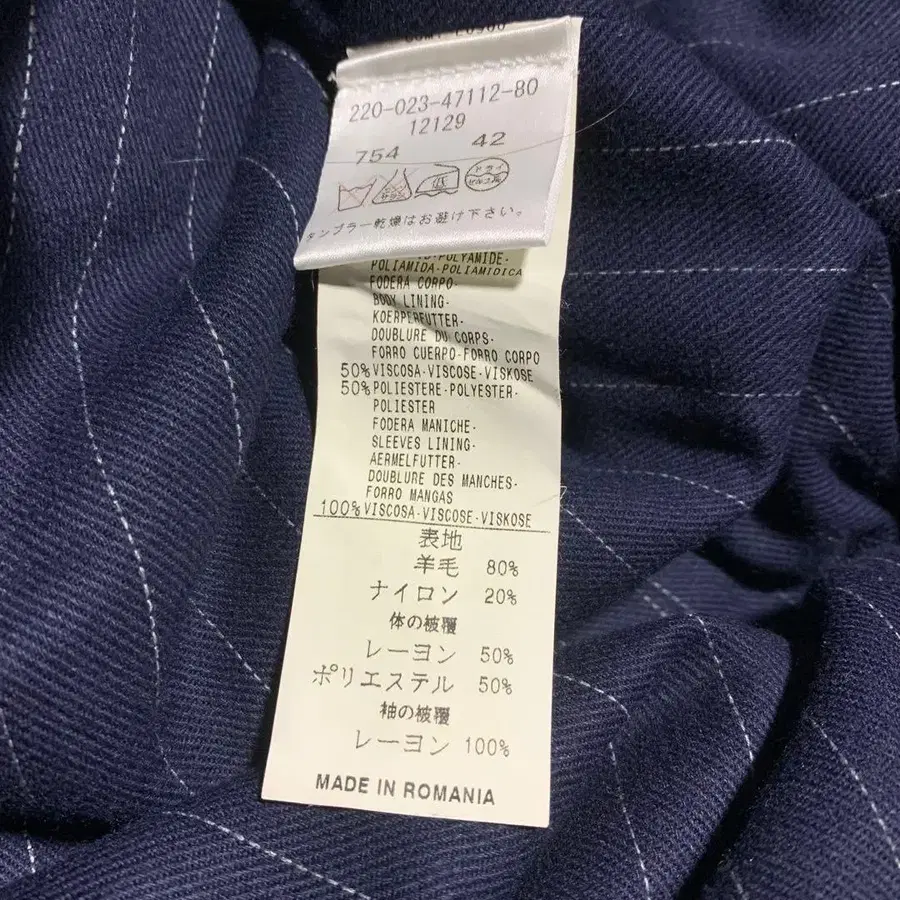 220-023-47112-80
12129
754 42
ドライ
タンブラー乾燥はお避け下さい。
POLYAMIDE-
POLIAMIDA-POLIAMIDICA
FODERA CORPO-
BODY LINING-
KOERPERFUTTER-
DOUBLURE DU CORPS-
FORRO CUERPO-FORRO CORPO
50% VISCOSA-VISCOSE-VISKOSE
50% POLIESTERE-POLYESTER-
POLIESTER
FODERA MANICHE-
SLEEVES LINING-
AERMELFUTTER-
DOUBLURE DES MANCHES-
FORRO MANGAS
100% VISCOSA-VISCOSE-VISKOSE
表地
羊毛 80%
ナイロン 20%
体の被覆
レーヨン 50%
ポリエステル 50%
袖の被覆
レーヨン 100%
MADE IN ROMANIA